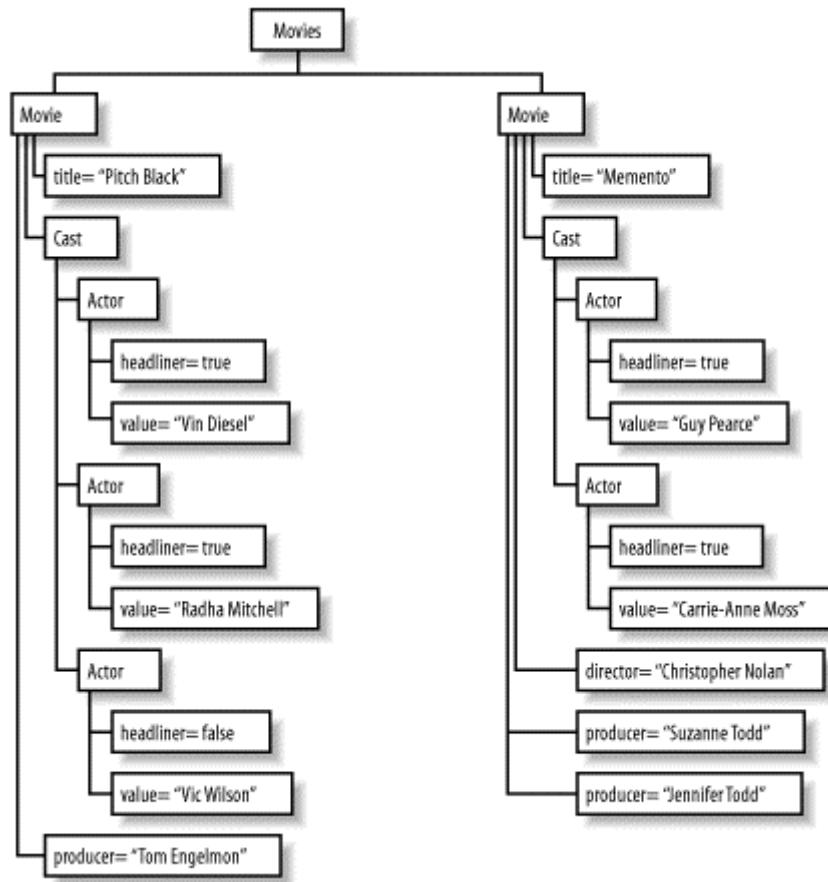 Movies
Movie
title= "Pitch Black"
Cast
Actor
headliner= true
value= "Vin Diesel"
Actor
headliner= true
value= "Radha Mitchell"
Actor
headliner= false
value= "Vic Wilson"
producer= "Tom Engelmon"
Movie
title= "Memento"
Cast
Actor
headliner= true
value= "Guy Pearce"
Actor
headliner= true
value= "Carrie-Anne Moss"
director= "Christopher Nolan"
producer= "Suzanne Todd"
producer= "Jennifer Todd"